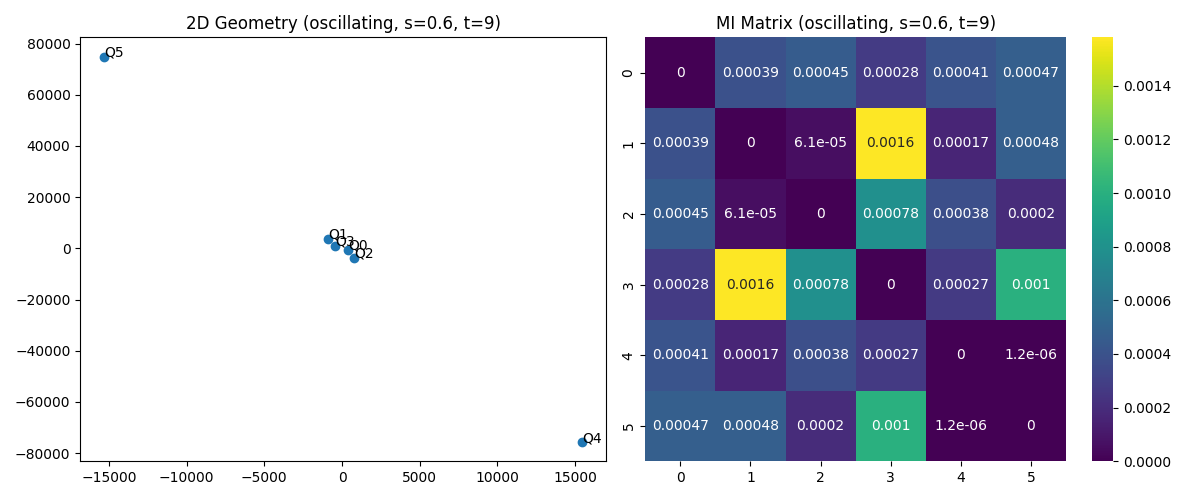 2D Geometry (oscillating, s=0.6, t=9)
80000
60000
40000
20000
0
−20000
−40000
−60000
−80000
Q5
Q1
Q3
Q0
Q2
Q4
−15000 −10000 −5000 0 5000 10000 15000
MI Matrix (oscillating, s=0.6, t=9)
0 0 0.00039 0.00045 0.00028 0.00041 0.00047
1 0.00039 0 6.1e-05 0.0016 0.00017 0.00048
2 0.00045 6.1e-05 0 0.00078 0.00038 0.0002
3 0.00028 0.0016 0.00078 0 0.00027 0.001
4 0.00041 0.00017 0.00038 0.00027 0 1.2e-06
5 0.00047 0.00048 0.0002 0.001 1.2e-06 0
0 1 2 3 4 5
0.0014
0.0012
0.0010
0.0008
0.0006
0.0004
0.0002
0.0000